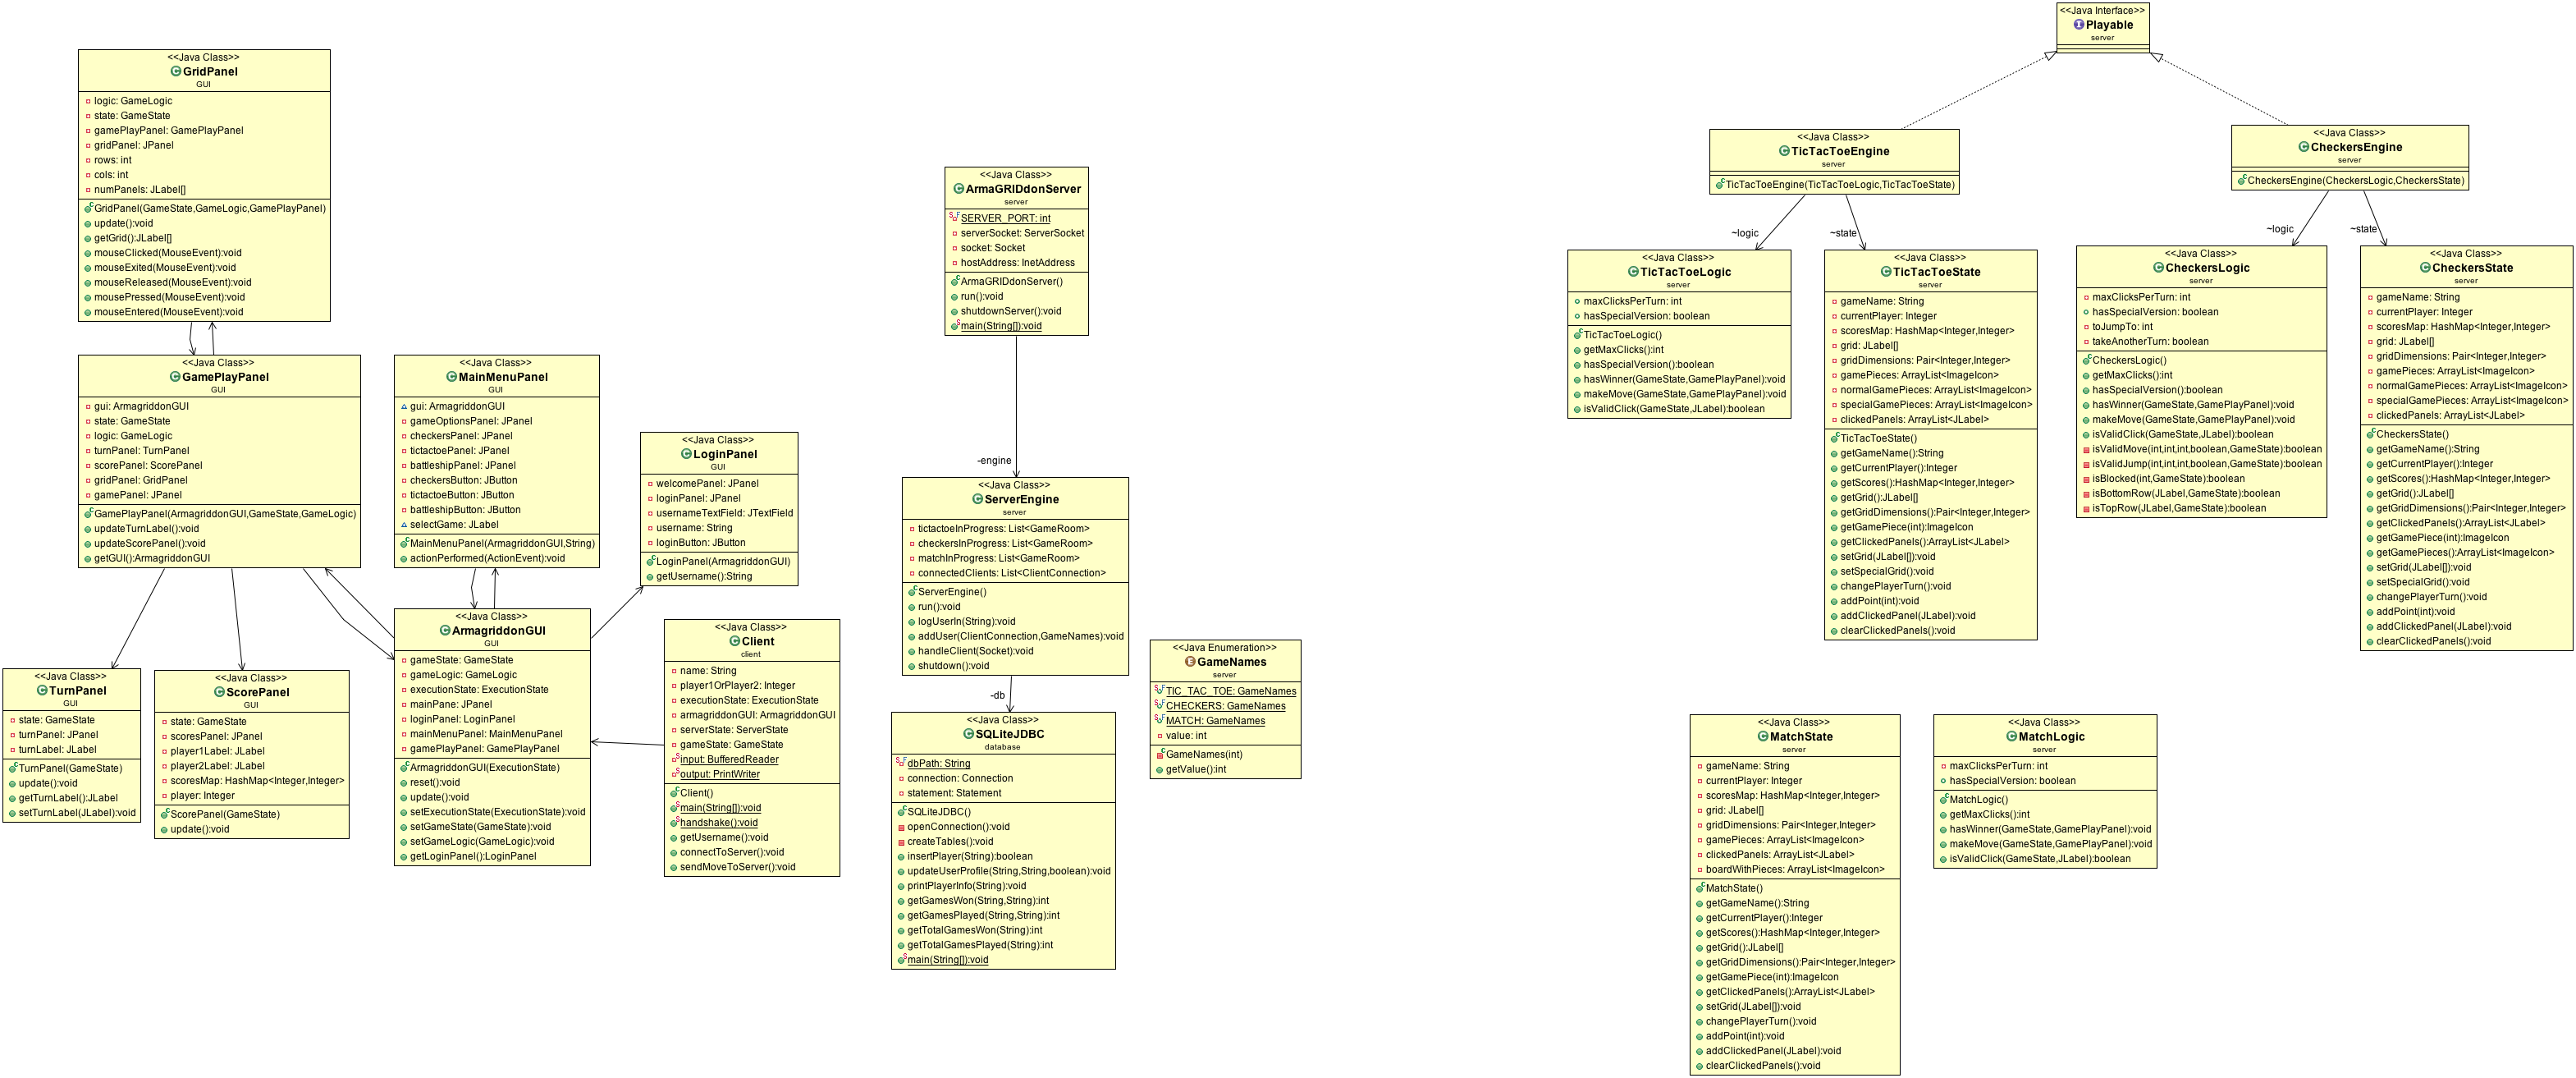 <<Java Interface>>
Playable
server
<<Java Class>>
GridPanel
GUI
logic: GameLogic
state: GameState
gamePlayPanel: GamePlayPanel
gridPanel: JPanel
rows: int
cols: int
numPanels: JLabel[]
GridPanel(GameState,GameLogic,GamePlayPanel)
update():void
getGrid():JLabel[]
mouseClicked(MouseEvent):void
mouseExited(MouseEvent):void
mouseReleased(MouseEvent):void
mousePressed(MouseEvent):void
mouseEntered(MouseEvent):void
<<Java Class>>
GamePlayPanel
GUI
gui: ArmagriddonGUI
state: GameState
logic: GameLogic
turnPanel: TurnPanel
scorePanel: ScorePanel
gridPanel: GridPanel
gamePanel: JPanel
GamePlayPanel(ArmagriddonGUI,GameState,GameLogic)
updateTurnLabel():void
updateScorePanel():void
getGUI():ArmagriddonGUI
<<Java Class>>
TurnPanel
GUI
state: GameState
turnPanel: JPanel
turnLabel: JLabel
TurnPanel(GameState)
update():void
getTurnLabel():JLabel
setTurnLabel(JLabel):void
<<Java Class>>
ScorePanel
GUI
state: GameState
scoresPanel: JPanel
player1Label: JLabel
player2Label: JLabel
scoresMap: HashMap<Integer,Integer>
player: Integer
ScorePanel(GameState)
update():void
<<Java Class>>
MainMenuPanel
GUI
gui: ArmagriddonGUI
gameOptionsPanel: JPanel
checkersPanel: JPanel
tictactoePanel: JPanel
battleshipPanel: JPanel
checkersButton: JButton
tictactoeButton: JButton
battleshipButton: JButton
selectGame: JLabel
MainMenuPanel(ArmagriddonGUI,String)
actionPerformed(ActionEvent):void
<<Java Class>>
ArmagriddonGUI
GUI
gameState: GameState
gameLogic: GameLogic
executionState: ExecutionState
mainPane: JPanel
loginPanel: LoginPanel
mainMenuPanel: MainMenuPanel
gamePlayPanel: GamePlayPanel
ArmagriddonGUI(ExecutionState)
reset():void
update():void
setExecutionState(ExecutionState):void
setGameState(GameState):void
setGameLogic(GameLogic):void
getLoginPanel():LoginPanel
<<Java Class>>
LoginPanel
GUI
welcomePanel: JPanel
loginPanel: JPanel
usernameTextField: JTextField
username: String
loginButton: JButton
LoginPanel(ArmagriddonGUI)
getUsername():String
<<Java Class>>
Client
client
name: String
player1OrPlayer2: Integer
executionState: ExecutionState
armagriddonGUI: ArmagriddonGUI
serverState: ServerState
gameState: GameState
input: BufferedReader
output: PrintWriter
Client()
main(String[]):void
handshake():void
getUsername():void
connectToServer():void
sendMoveToServer():void
<<Java Class>>
ArmaGRIDdonServer
server
SERVER_PORT: int
serverSocket: ServerSocket
socket: Socket
hostAddress: InetAddress
ArmaGRIDdonServer()
run():void
shutdownServer():void
main(String[]):void
-engine
<<Java Class>>
ServerEngine
server
tictactoeInProgress: List<GameRoom>
checkersInProgress: List<GameRoom>
matchInProgress: List<GameRoom>
connectedClients: List<ClientConnection>
ServerEngine()
run():void
logUserIn(String):void
addUser(ClientConnection,GameNames):void
handleClient(Socket):void
shutdown():void
-db
<<Java Class>>
SQLiteJDBC
database
dbPath: String
connection: Connection
statement: Statement
SQLiteJDBC()
openConnection():void
createTables():void
insertPlayer(String):boolean
updateUserProfile(String,String,boolean):void
printPlayerInfo(String):void
getGamesWon(String,String):int
getGamesPlayed(String,String):int
getTotalGamesWon(String):int
getTotalGamesPlayed(String):int
main(String[]):void
<<Java Enumeration>>
GameNames
server
TIC_TAC_TOE: GameNames
CHECKERS: GameNames
MATCH: GameNames
value: int
GameNames(int)
getValue():int
<<Java Class>>
TicTacToeEngine
server
TicTacToeEngine(TicTacToeLogic,TicTacToeState)
~logic
~state
<<Java Class>>
TicTacToeLogic
server
maxClicksPerTurn: int
hasSpecialVersion: boolean
TicTacToeLogic()
getMaxClicks():int
hasSpecialVersion():boolean
hasWinner(GameState,GamePlayPanel):void
makeMove(GameState,GamePlayPanel):void
isValidClick(GameState,JLabel):boolean
<<Java Class>>
TicTacToeState
server
gameName: String
currentPlayer: Integer
scoresMap: HashMap<Integer,Integer>
grid: JLabel[]
gridDimensions: Pair<Integer,Integer>
gamePieces: ArrayList<ImageIcon>
normalGamePieces: ArrayList<ImageIcon>
specialGamePieces: ArrayList<ImageIcon>
clickedPanels: ArrayList<JLabel>
TicTacToeState()
getGameName():String
getCurrentPlayer():Integer
getScores():HashMap<Integer,Integer>
getGrid():JLabel[]
getGridDimensions():Pair<Integer,Integer>
getGamePiece(int):ImageIcon
getClickedPanels():ArrayList<JLabel>
setGrid(JLabel[]):void
setSpecialGrid():void
changePlayerTurn():void
addPoint(int):void
addClickedPanel(JLabel):void
clearClickedPanels():void
<<Java Class>>
CheckersEngine
server
CheckersEngine(CheckersLogic,CheckersState)
~logic
~state
<<Java Class>>
CheckersLogic
server
maxClicksPerTurn: int
hasSpecialVersion: boolean
toJumpTo: int
takeAnotherTurn: boolean
CheckersLogic()
getMaxClicks():int
hasSpecialVersion():boolean
hasWinner(GameState,GamePlayPanel):void
makeMove(GameState,GamePlayPanel):void
isValidClick(GameState,JLabel):boolean
isValidMove(int,int,int,boolean,GameState):boolean
isValidJump(int,int,int,boolean,GameState):boolean
isBlocked(int,GameState):boolean
isBottomRow(JLabel,GameState):boolean
isTopRow(JLabel,GameState):boolean
<<Java Class>>
CheckersState
server
gameName: String
currentPlayer: Integer
scoresMap: HashMap<Integer,Integer>
grid: JLabel[]
gridDimensions: Pair<Integer,Integer>
gamePieces: ArrayList<ImageIcon>
normalGamePieces: ArrayList<ImageIcon>
specialGamePieces: ArrayList<ImageIcon>
clickedPanels: ArrayList<JLabel>
CheckersState()
getGameName():String
getCurrentPlayer():Integer
getScores():HashMap<Integer,Integer>
getGrid():JLabel[]
getGridDimensions():Pair<Integer,Integer>
getClickedPanels():ArrayList<JLabel>
getGamePiece(int):ImageIcon
getGamePieces():ArrayList<ImageIcon>
setGrid(JLabel[]):void
setSpecialGrid():void
changePlayerTurn():void
addPoint(int):void
addClickedPanel(JLabel):void
clearClickedPanels():void
<<Java Class>>
MatchState
server
gameName: String
currentPlayer: Integer
scoresMap: HashMap<Integer,Integer>
grid: JLabel[]
gridDimensions: Pair<Integer,Integer>
gamePieces: ArrayList<ImageIcon>
clickedPanels: ArrayList<JLabel>
boardWithPieces: ArrayList<ImageIcon>
MatchState()
getGameName():String
getCurrentPlayer():Integer
getScores():HashMap<Integer,Integer>
getGrid():JLabel[]
getGridDimensions():Pair<Integer,Integer>
getGamePiece(int):ImageIcon
getClickedPanels():ArrayList<JLabel>
setGrid(JLabel[]):void
changePlayerTurn():void
addPoint(int):void
addClickedPanel(JLabel):void
clearClickedPanels():void
<<Java Class>>
MatchLogic
server
maxClicksPerTurn: int
hasSpecialVersion: boolean
MatchLogic()
getMaxClicks():int
hasWinner(GameState,GamePlayPanel):void
makeMove(GameState,GamePlayPanel):void
isValidClick(GameState,JLabel):boolean